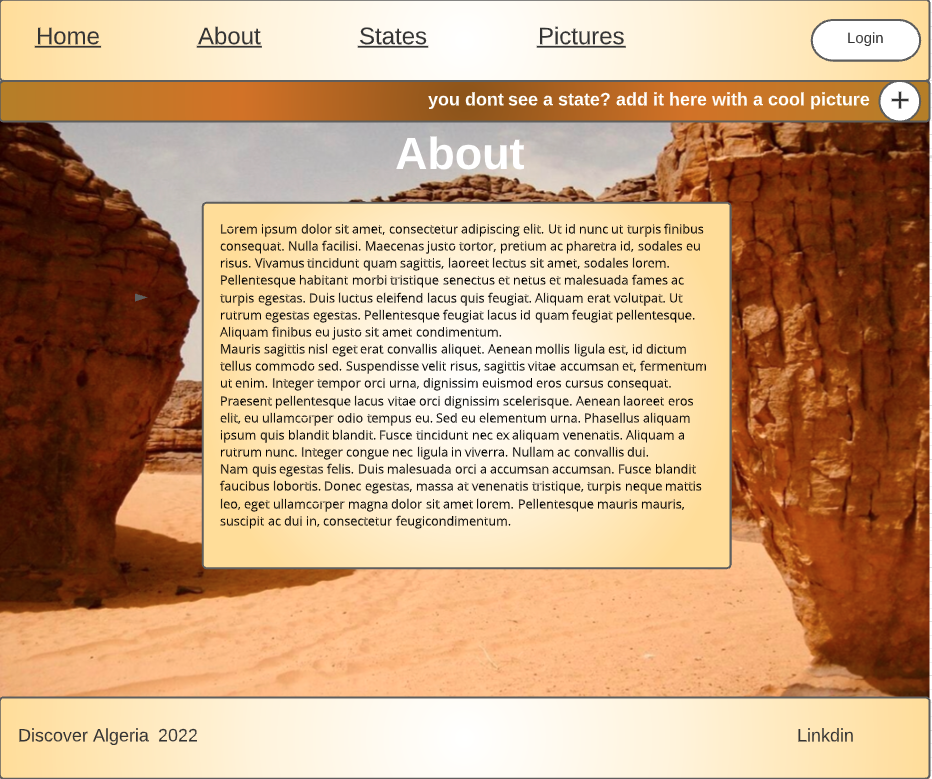 Home About States Pictures Login
you dont see a state? add it here with a cool picture +
About
Lorem ipsum dolor sit amet, consectetur adipiscing elit. Ut id nunc ut turpis finibus
consequat. Nulla facilisi. Maecenas justo tortor, pretium ac pharetra id, sodales eu
risus. Vivamus tincidunt quam sagittis, laoreet lectus sit amet, sodales lorem.
Pellentesque habitant morbi tristique senectus et netus et malesuada fames ac
turpis egestas. Duis luctus eleifend lacus quis feugiat. Aliquam erat volutpat. Ut
rutrum egestas egestas. Pellentesque feugiat lacus id quam feugiat pellentesque.
Aliquam finibus eu justo sit amet condimentum.
Mauris sagittis nisl eget erat convallis aliquet. Aenean mollis ligula est, id dictum
tellus commodo sed. Suspendisse velit risus, sagittis vitae accumsan et, fermentum
ut enim. Integer tempor orci urna, dignissim euismod eros cursus consequat.
Praesent pellentesque lacus vitae orci dignissim scelerisque. Aenean laoreet eros
elit, eu ullamcorper odio tempus eu. Sed eu elementum urna. Phasellus aliquam
ipsum quis blandit blandit. Fusce tincidunt nec ex aliquam venenatis. Aliquam a
rutrum nunc. Integer congue nec ligula in viverra. Nullam ac convallis dui.
Nam quis egestas felis. Duis malesuada orci a accumsan accumsan. Fusce blandit
faucibus lobortis. Donec egestas, massa at venenatis tristique, turpis neque mattis
leo, eget ullamcorper magna dolor sit amet lorem. Pellentesque mauris mauris,
suscipit ac dui in, consectetur feugicondimentum.
Discover Algeria 2022 Linkdin